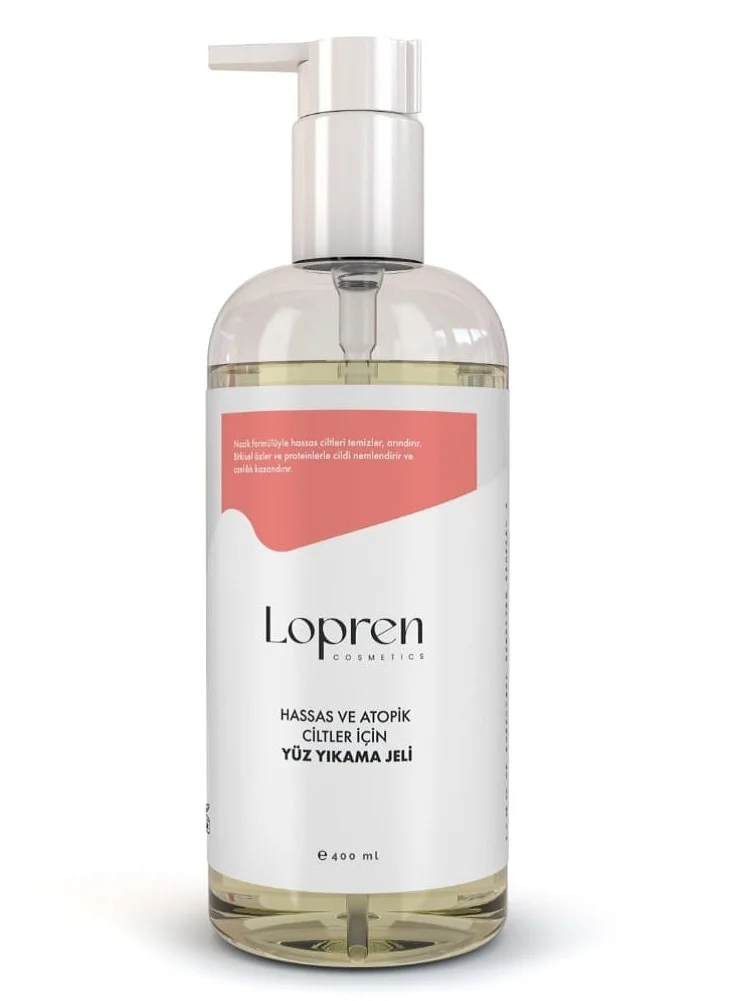 Nazik formülüyle hassas ciltleri temizler, arındırır.
Bitkisel özler ve proteinlerle cildi nemlendirir ve
canlılık kazandırır.
Lopren
COSMETICS
HASSAS VE ATOPİK
CİLTLER İÇİN
YÜZ YIKAMA JELİ
℮ 400 ml